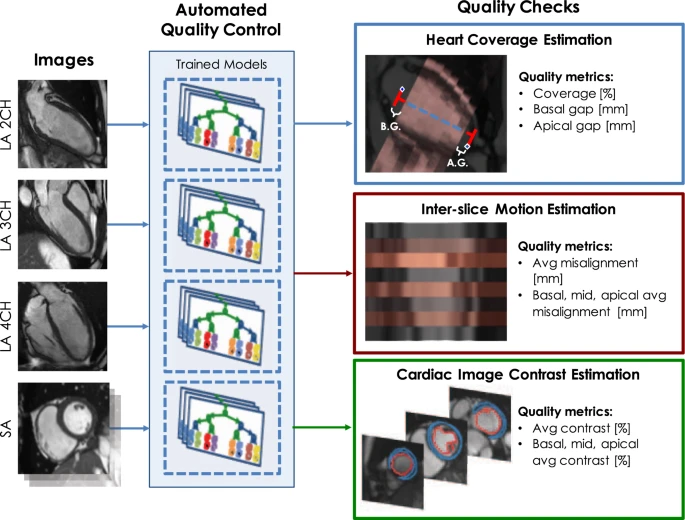 Images
Automated
Quality Control
Quality Checks
Trained Models
LA 2CH
LA 3CH
LA 4CH
SA
Heart Coverage Estimation
B.G.
A.G.
Quality metrics:
• Coverage [%]
• Basal gap [mm]
• Apical gap [mm]
Inter-slice Motion Estimation
Quality metrics:
• Avg misalignment
[mm]
• Basal, mid, apical avg
misalignment [mm]
Cardiac Image Contrast Estimation
Quality metrics:
• Avg contrast [%]
• Basal, mid, apical
avg contrast [%]